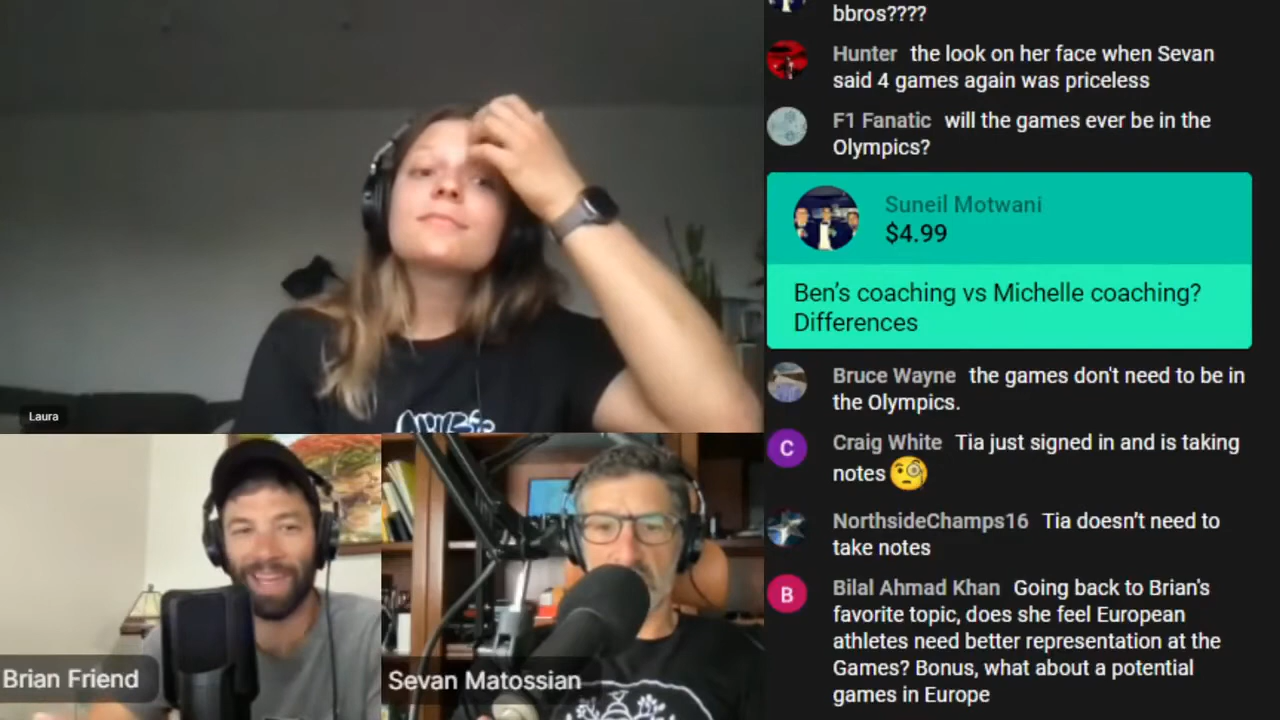 bbros????
Hunter the look on her face when Sevan
said 4 games again was priceless
F1 Fanatic will the games ever be in the
Olympics?
Suneil Motwani
$4.99
Ben's coaching vs Michelle coaching?
Differences
Bruce Wayne the games don't need to be in
the Olympics.
C
Craig White Tia just signed in and is taking
notes
NorthsideChamps16 Tia doesn't need to
take notes
B
Bilal Ahmad Khan Going back to Brian's
favorite topic, does she feel European
athletes need better representation at the
Games? Bonus, what about a potential
games in Europe
Laura
Brian Friend
Sevan Matossian